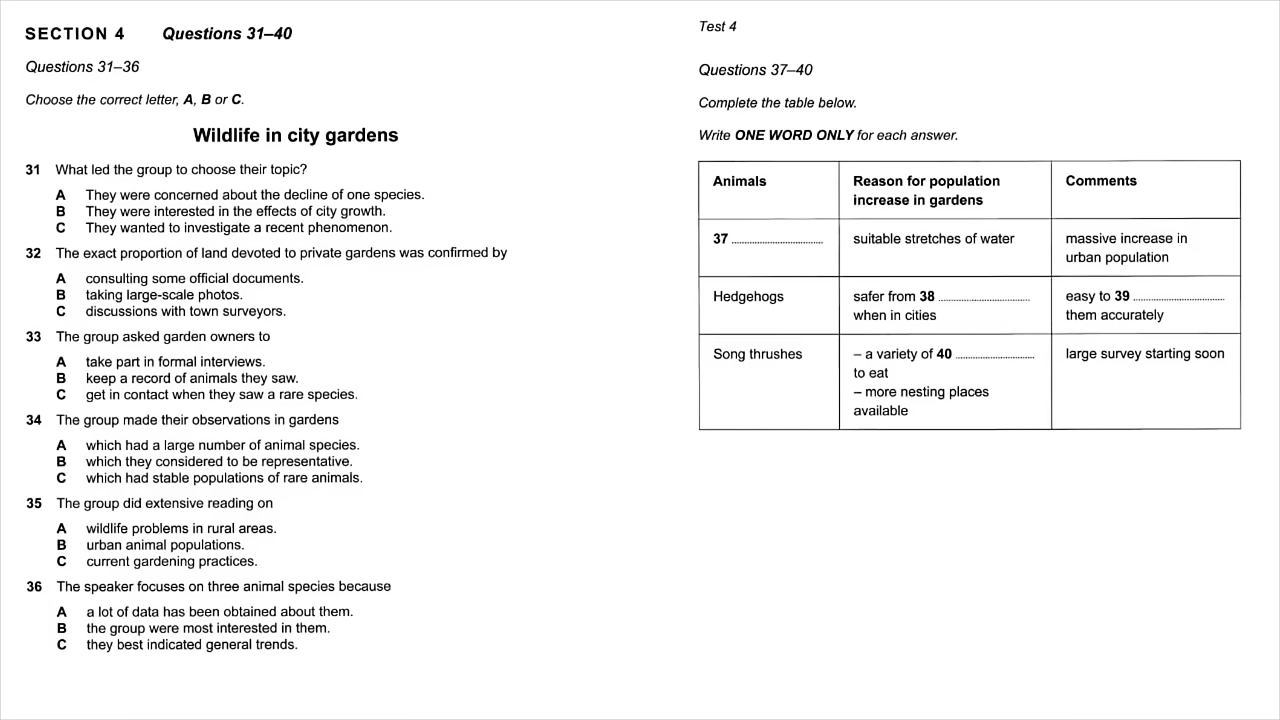 SECTION 4 Questions 31–40
Questions 31–36
Choose the correct letter, A, B or C.
Wildlife in city gardens
31 What led the group to choose their topic?
A They were concerned about the decline of one species.
B They were interested in the effects of city growth.
C They wanted to investigate a recent phenomenon.
32 The exact proportion of land devoted to private gardens was confirmed by
A consulting some official documents.
B taking large-scale photos.
C discussions with town surveyors.
33 The group asked garden owners to
A take part in formal interviews.
B keep a record of animals they saw.
C get in contact when they saw a rare species.
34 The group made their observations in gardens
A which had a large number of animal species.
B which they considered to be representative.
C which had stable populations of rare animals.
35 The group did extensive reading on
A wildlife problems in rural areas.
B urban animal populations.
C current gardening practices.
36 The speaker focuses on three animal species because
A a lot of data has been obtained about them.
B the group were most interested in them.
C they best indicated general trends.
Test 4
Questions 37–40
Complete the table below.
Write ONE WORD ONLY for each answer.
Animals
Reason for population
increase in gardens
Comments
37 ..............................
suitable stretches of water
massive increase in
urban population
Hedgehogs
safer from 38 ..............................
when in cities
easy to 39 ..............................
them accurately
Song thrushes
– a variety of 40 ..............................
to eat
– more nesting places
available
large survey starting soon